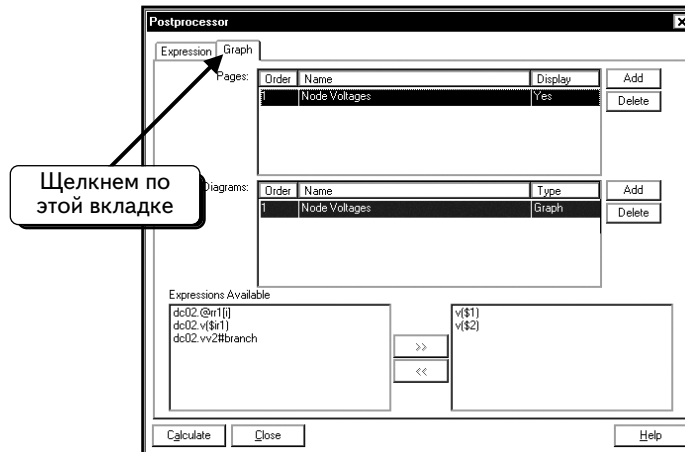 Postprocessor
Expression Graph
Pages:
Order Name Display
1 Node Voltages Yes
Add
Delete
Щелкнем по
этой вкладке
Diagrams:
Order Name Type
1 Node Voltages Graph
Add
Delete
Expressions Available
dc02.@rr1[i]
dc02.v($ir1)
dc02.vv2#branch
>>
<<
v($1)
v($2)
Calculate Close Help